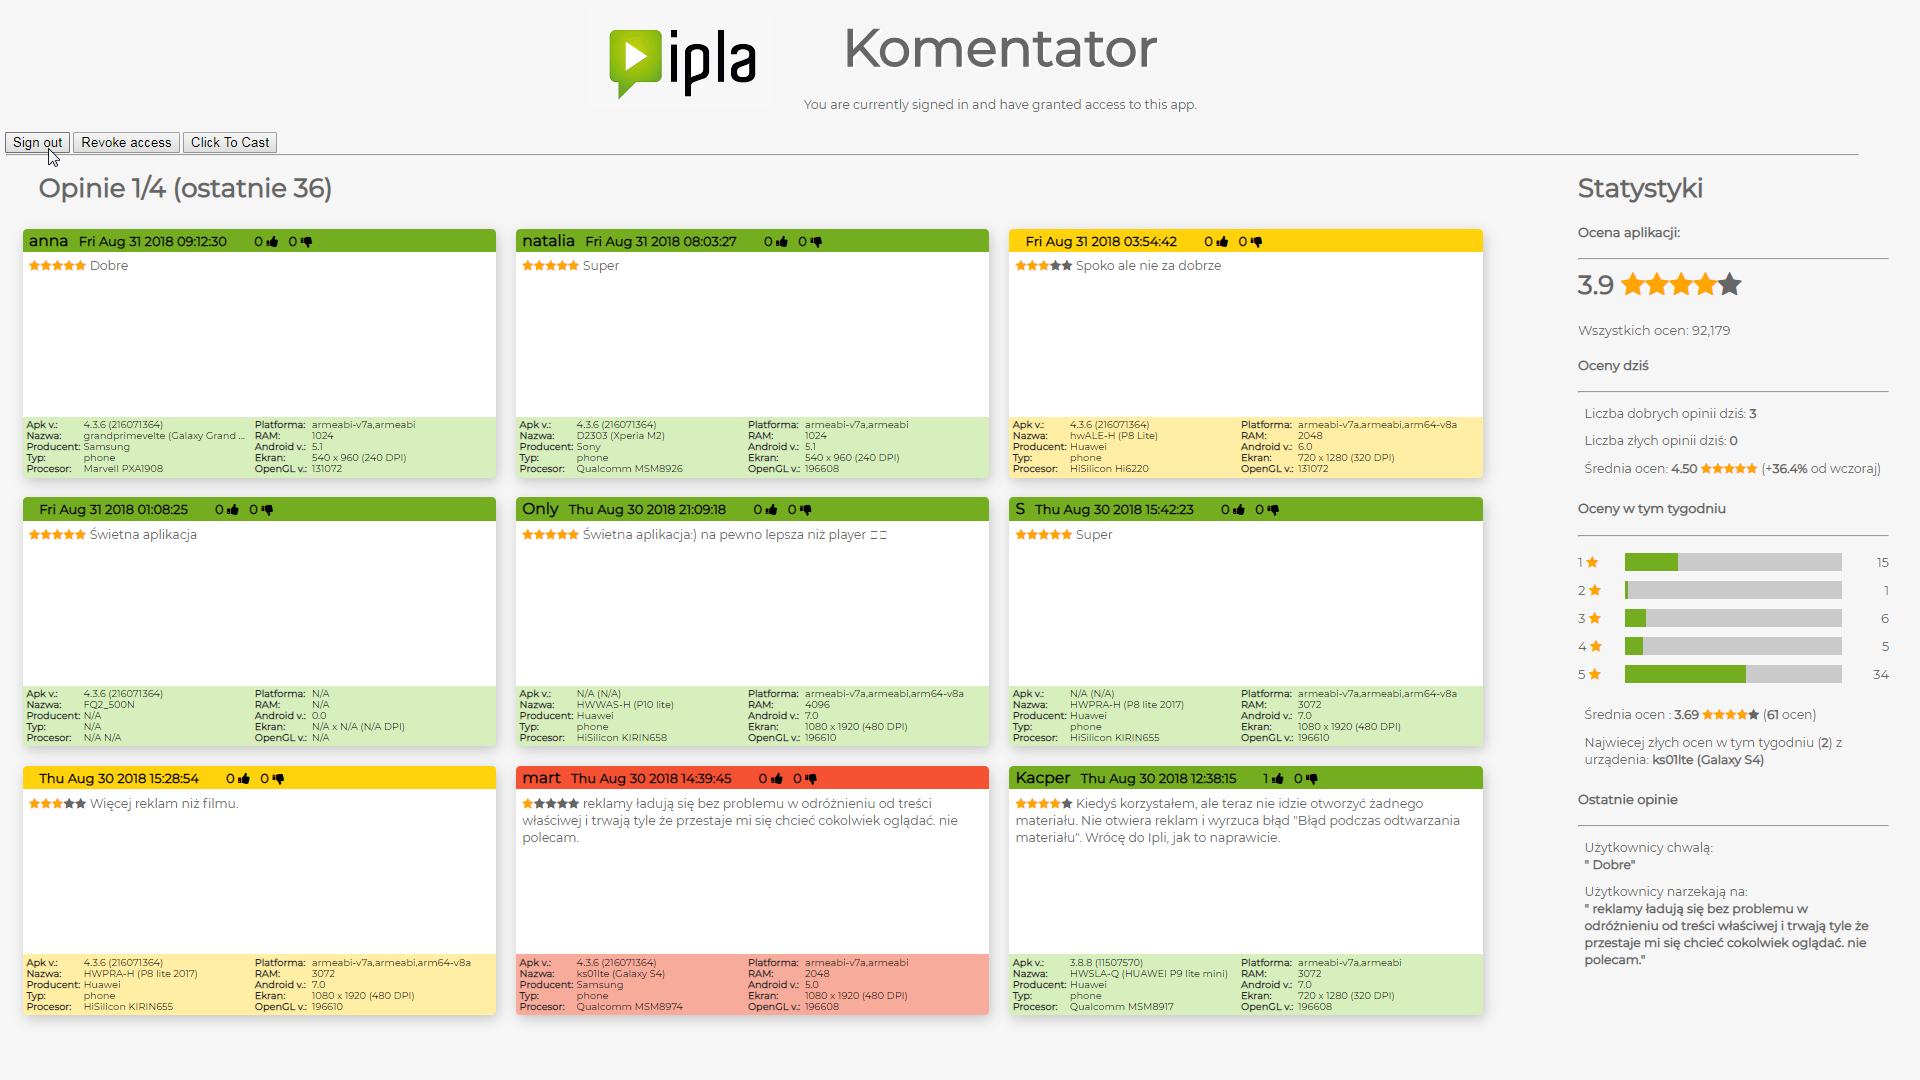 ipla
Komentator
You are currently signed in and have granted access to this app.
Sign out Revoke access Click To Cast
Opinie 1/4 (ostatnie 36)
anna Fri Aug 31 2018 09:12:30 0 0
Dobre
Apk v.: 4.3.6 (216071364) Platforma: armeabi-v7a,armeabi
Nazwa: grandprimevelte (Galaxy Grand ... RAM: 1024
Producent: Samsung Android v.: 5.1
Typ: phone Ekran: 540 x 960 (240 DPI)
Procesor: Marvell PXA1908 OpenGL v.: 131072
natalia Fri Aug 31 2018 08:03:27 0 0
Super
Apk v.: 4.3.6 (216071364) Platforma: armeabi-v7a,armeabi
Nazwa: D2303 (Xperia M2) RAM: 1024
Producent: Sony Android v.: 5.1
Typ: phone Ekran: 540 x 960 (240 DPI)
Procesor: Qualcomm MSM8926 OpenGL v.: 196608
Fri Aug 31 2018 03:54:42 0 0
Spoko ale nie za dobrze
Apk v.: 4.3.6 (216071364) Platforma: armeabi-v7a,armeabi,arm64-v8a
Nazwa: hwALE-H (P8 Lite) RAM: 2048
Producent: Huawei Android v.: 6.0
Typ: phone Ekran: 720 x 1280 (320 DPI)
Procesor: HiSilicon Hi6220 OpenGL v.: 131072
Fri Aug 31 2018 01:08:25 0 0
Świetna aplikacja
Apk v.: 4.3.6 (216071364) Platforma: N/A
Nazwa: FQ2_500N RAM: N/A
Producent: N/A Android v.: 0.0
Typ: N/A Ekran: N/A x N/A (N/A DPI)
Procesor: N/A N/A OpenGL v.: N/A
Only Thu Aug 30 2018 21:09:18 0 0
Świetna aplikacja:) na pewno lepsza niż player
Apk v.: N/A (N/A) Platforma: armeabi-v7a,armeabi,arm64-v8a
Nazwa: HWWAS-H (P10 lite) RAM: 4096
Producent: Huawei Android v.: 7.0
Typ: phone Ekran: 1080 x 1920 (480 DPI)
Procesor: HiSilicon KIRIN658 OpenGL v.: 196610
S Thu Aug 30 2018 15:42:23 0 0
Super
Apk v.: N/A (N/A) Platforma: armeabi-v7a,armeabi,arm64-v8a
Nazwa: HWPRA-H (P8 lite 2017) RAM: 3072
Producent: Huawei Android v.: 7.0
Typ: phone Ekran: 1080 x 1920 (480 DPI)
Procesor: HiSilicon KIRIN655 OpenGL v.: 196610
Thu Aug 30 2018 15:28:54 0 0
Więcej reklam niż filmu.
Apk v.: 4.3.6 (216071364) Platforma: armeabi-v7a,armeabi,arm64-v8a
Nazwa: HWPRA-H (P8 lite 2017) RAM: 3072
Producent: Huawei Android v.: 7.0
Typ: phone Ekran: 1080 x 1920 (480 DPI)
Procesor: HiSilicon KIRIN655 OpenGL v.: 196610
mart Thu Aug 30 2018 14:39:45 0 0
reklamy ładują się bez problemu w odróżnieniu od treści
właściwej i trwają tyle że przestaje mi się chcieć cokolwiek oglądać. nie
polecam.
Apk v.: 4.3.6 (216071364) Platforma: armeabi-v7a,armeabi
Nazwa: ks01lte (Galaxy S4) RAM: 2048
Producent: Samsung Android v.: 5.0
Typ: phone Ekran: 1080 x 1920 (480 DPI)
Procesor: Qualcomm MSM8974 OpenGL v.: 196608
Kacper Thu Aug 30 2018 12:38:15 1 0
Kiedyś korzystałem, ale teraz nie idzie otworzyć żadnego
materiału. Nie otwiera reklam i wyrzuca błąd "Błąd podczas odtwarzania
materiału". Wrócę do Ipli, jak to naprawicie.
Apk v.: 3.8.8 (11507570) Platforma: armeabi-v7a,armeabi
Nazwa: HWSLA-Q (HUAWEI P9 lite mini) RAM: 3072
Producent: Huawei Android v.: 7.0
Typ: phone Ekran: 720 x 1280 (320 DPI)
Procesor: Qualcomm MSM8917 OpenGL v.: 196608
Statystyki
Ocena aplikacji:
3.9
Wszystkich ocen: 92,179
Oceny dziś
Liczba dobrych opinii dziś: 3
Liczba złych opinii dziś: 0
Średnia ocen: 4.50 (+36.4% od wczoraj)
Oceny w tym tygodniu
1 15
2 1
3 6
4 5
5 34
Średnia ocen : 3.69 (61 ocen)
Najwiecej złych ocen w tym tygodniu (2) z
urządenia: ks01lte (Galaxy S4)
Ostatnie opinie
Użytkownicy chwalą:
" Dobre"
Użytkownicy narzekają na:
" reklamy ładują się bez problemu w
odróżnieniu od treści właściwej i trwają tyle że
przestaje mi się chcieć cokolwiek oglądać. nie
polecam."